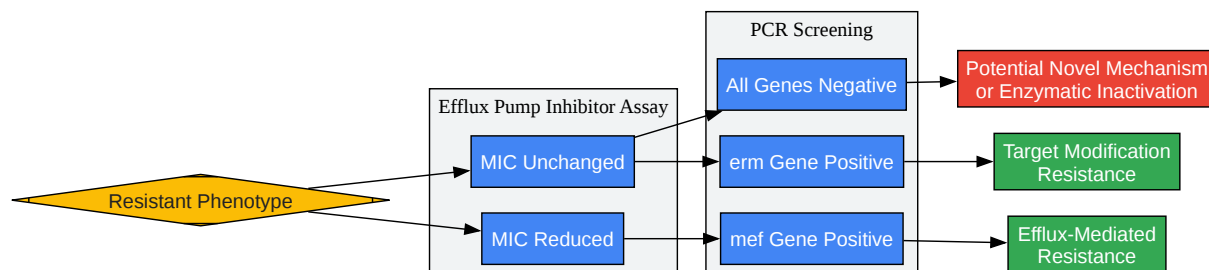 PCR Screening
All Genes Negative
Potential Novel Mechanism
or Enzymatic Inactivation
Efflux Pump Inhibitor Assay
MIC Unchanged
erm Gene Positive
Target Modification
Resistance
Resistant Phenotype
MIC Reduced
mef Gene Positive
Efflux-Mediated
Resistance